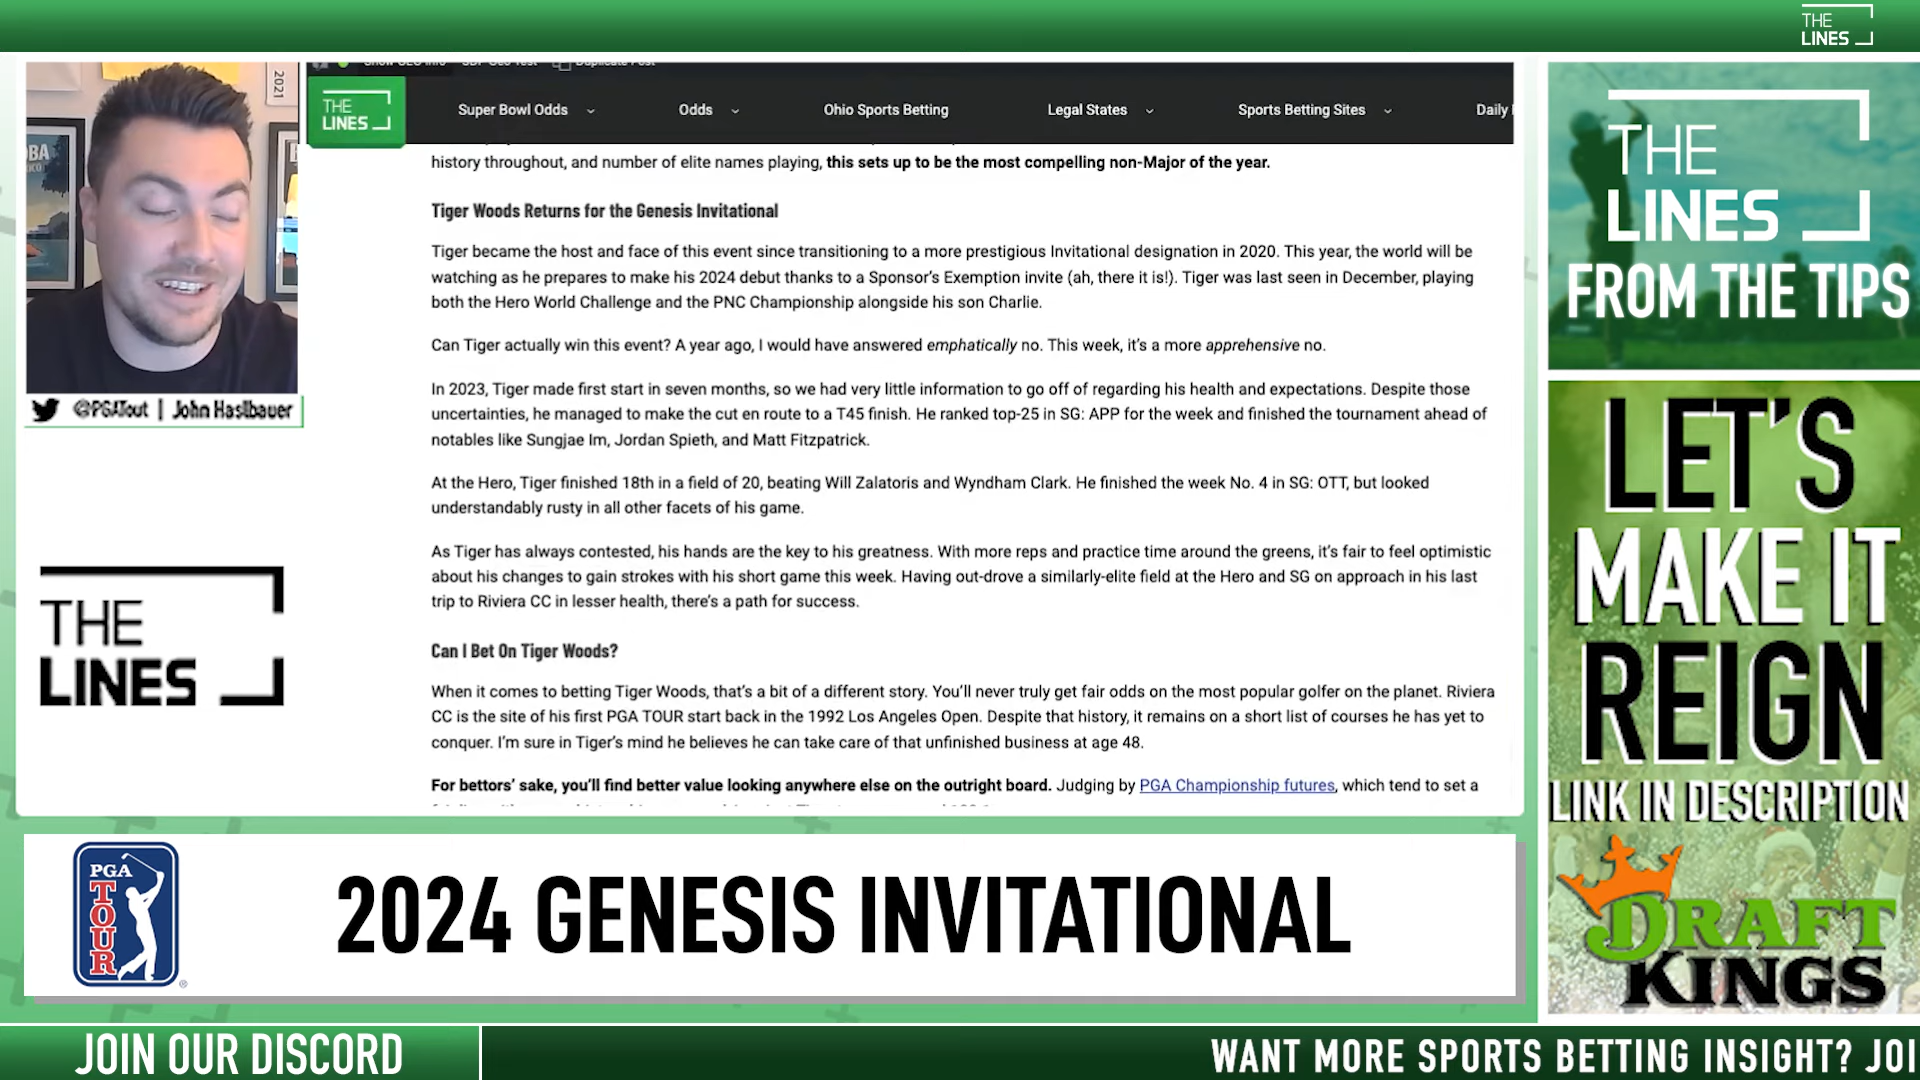 THE
LINES
2021
Duplicate Post
THE
LINES
Super Bowl Odds
Odds
Ohio Sports Betting
Legal States
Sports Betting Sites
Daily
history throughout, and number of elite names playing, this sets up to be the most compelling non-Major of the year.
Tiger Woods Returns for the Genesis Invitational
Tiger became the host and face of this event since transitioning to a more prestigious Invitational designation in 2020. This year, the world will be
watching as he prepares to make his 2024 debut thanks to a Sponsor's Exemption invite (ah, there it is!). Tiger was last seen in December, playing
both the Hero World Challenge and the PNC Championship alongside his son Charlie.
Can Tiger actually win this event? A year ago, I would have answered emphatically no. This week, it's a more apprehensive no.
In 2023, Tiger made first start in seven months, so we had very little information to go off of regarding his health and expectations. Despite those
uncertainties, he managed to make the cut en route to a T45 finish. He ranked top-25 in SG: APP for the week and finished the tournament ahead of
notables like Sungjae Im, Jordan Spieth, and Matt Fitzpatrick.
At the Hero, Tiger finished 18th in a field of 20, beating Will Zalatoris and Wyndham Clark. He finished the week No. 4 in SG: OTT, but looked
understandably rusty in all other facets of his game.
As Tiger has always contested, his hands are the key to his greatness. With more reps and practice time around the greens, it's fair to feel optimistic
about his changes to gain strokes with his short game this week. Having out-drove a similarly-elite field at the Hero and SG on approach in his last
trip to Riviera CC in lesser health, there's a path for success.
Can I Bet On Tiger Woods?
When it comes to betting Tiger Woods, that's a bit of a different story. You'll never truly get fair odds on the most popular golfer on the planet. Riviera
CC is the site of his first PGA TOUR start back in the 1992 Los Angeles Open. Despite that history, it remains on a short list of courses he has yet to
conquer. I'm sure in Tiger's mind he believes he can take care of that unfinished business at age 48.
For bettors' sake, you'll find better value looking anywhere else on the outright board. Judging by PGA Championship futures, which tend to set a
@PGATout | John Haslbauer
THE
LINES
THE
LINES
FROM THE TIPS
LET'S
MAKE IT
REIGN
LINK IN DESCRIPTION
DRAFT
KINGS
PGA
TOUR
®
2024 GENESIS INVITATIONAL
JOIN OUR DISCORD
WANT MORE SPORTS BETTING INSIGHT? JOI